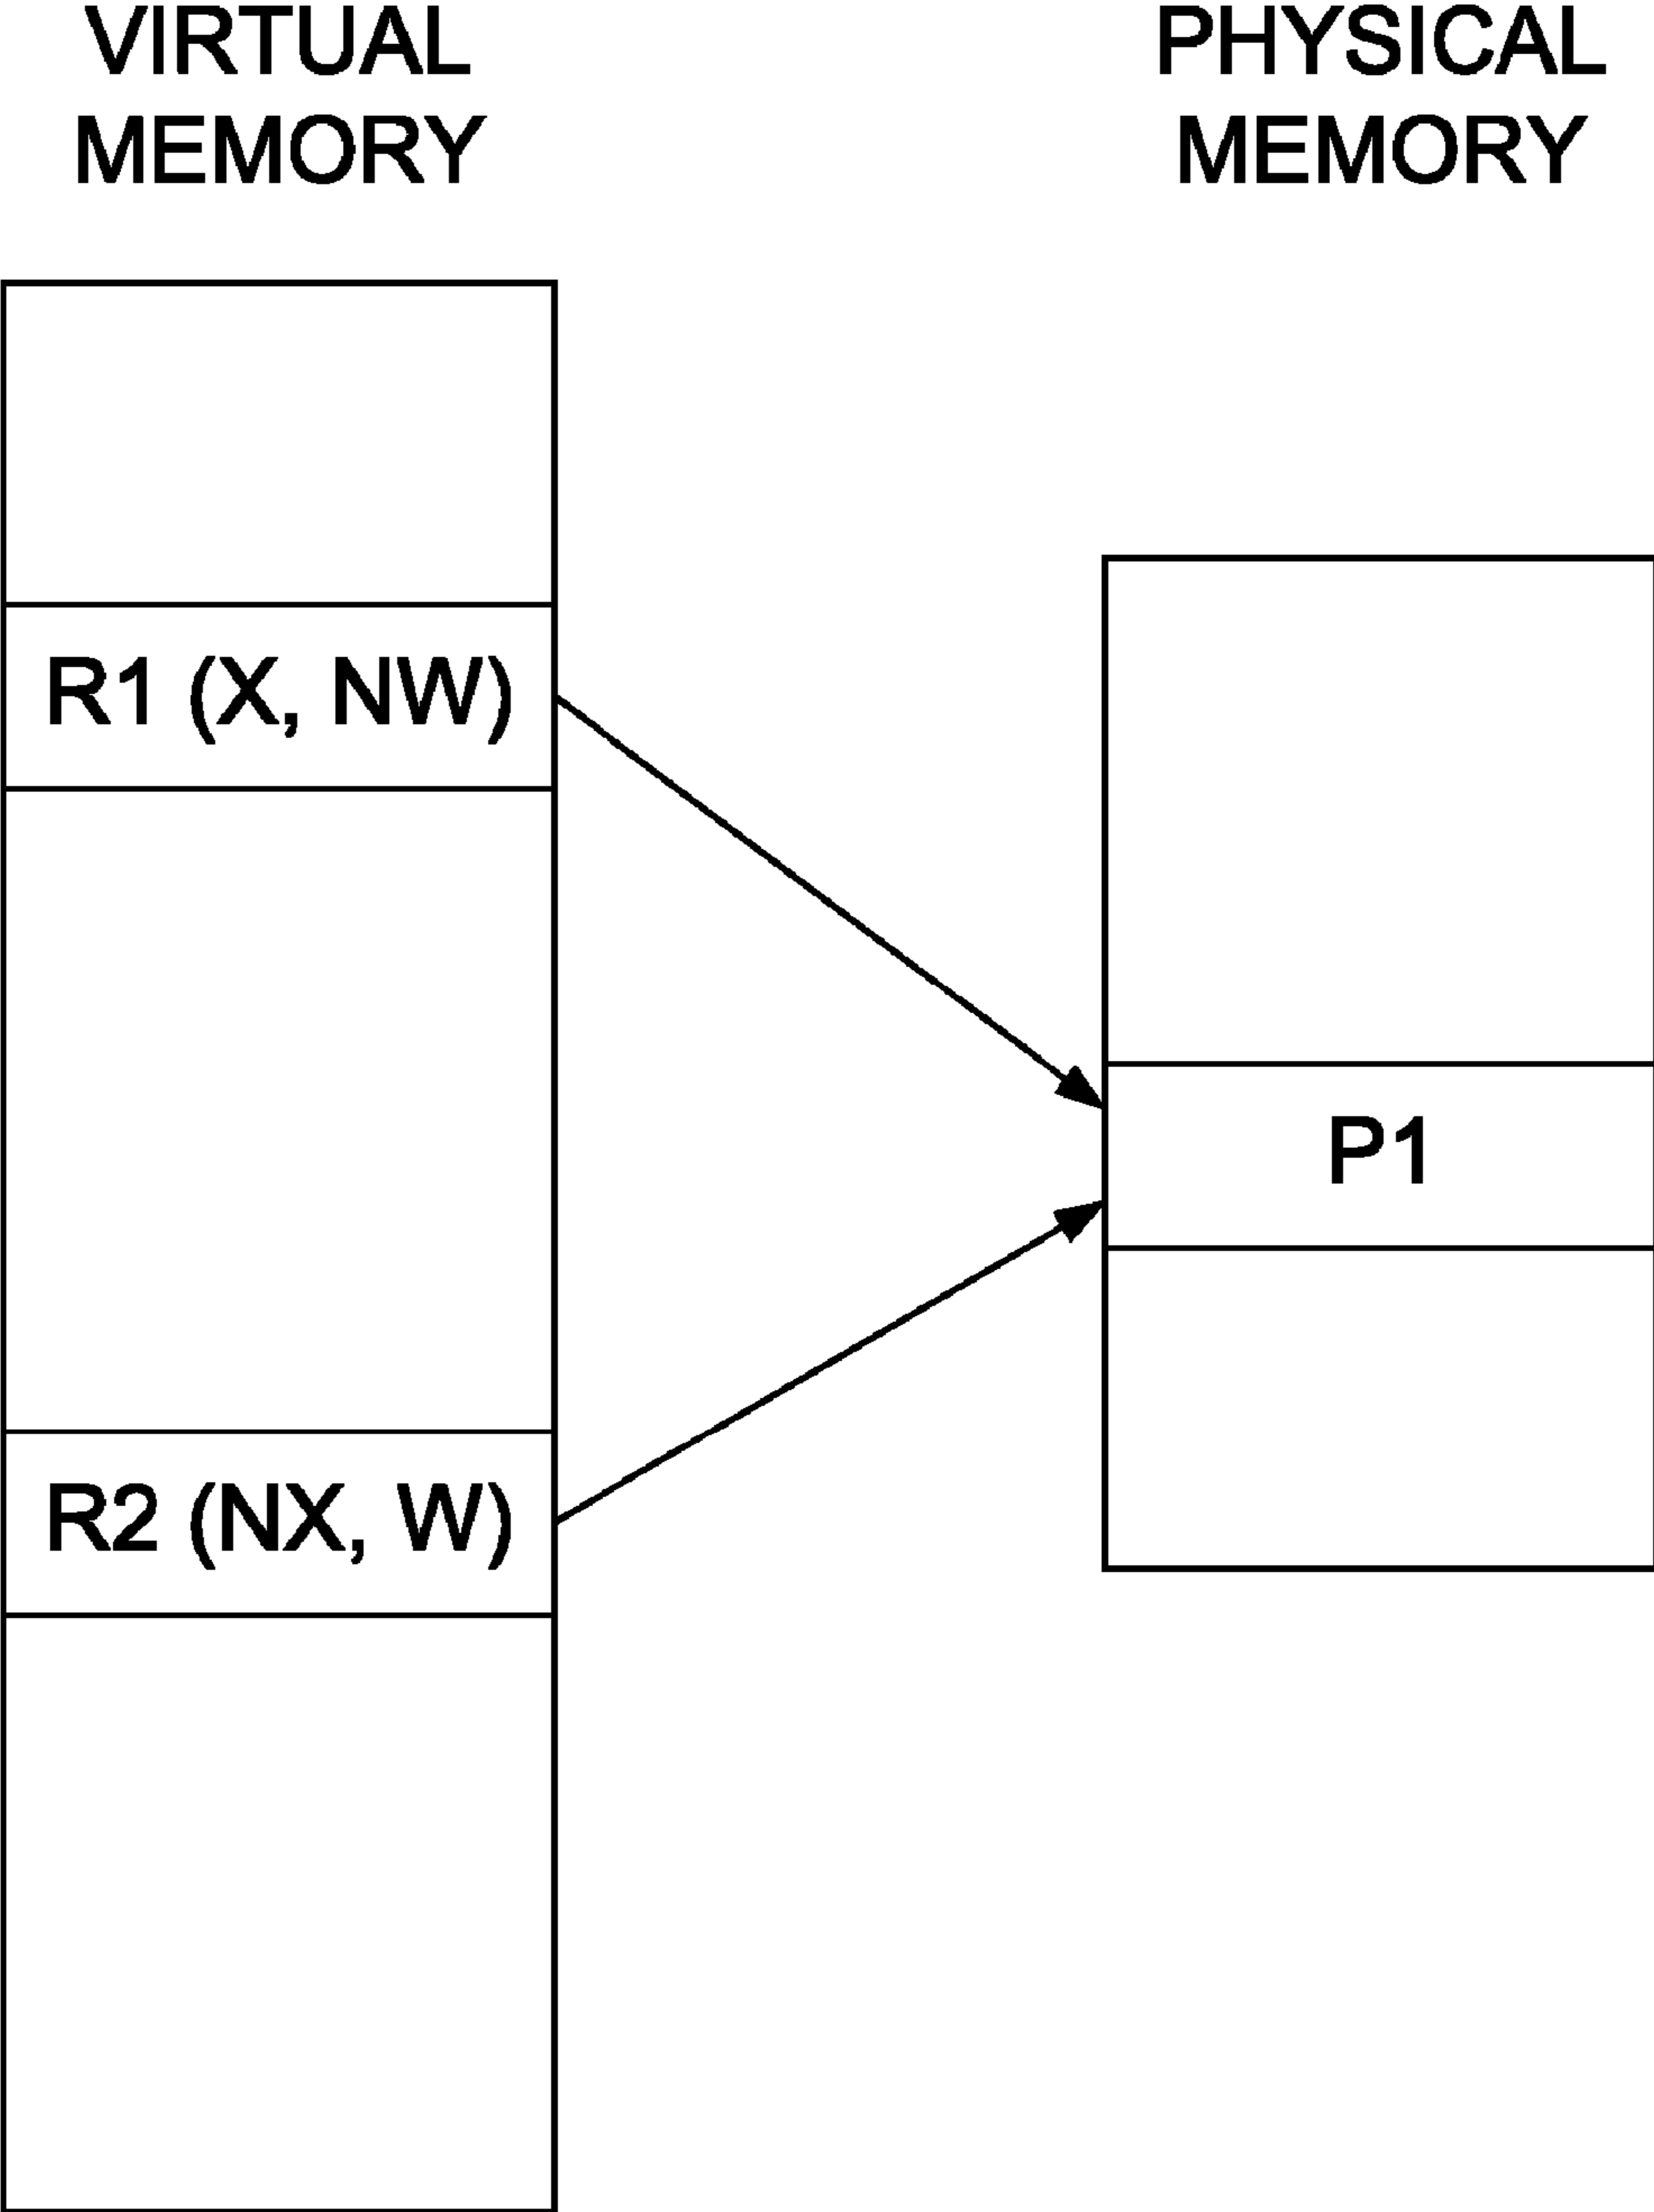 VIRTUAL
MEMORY
PHYSICAL
MEMORY
R1 (X, NW)
P1
R2 (NX, W)